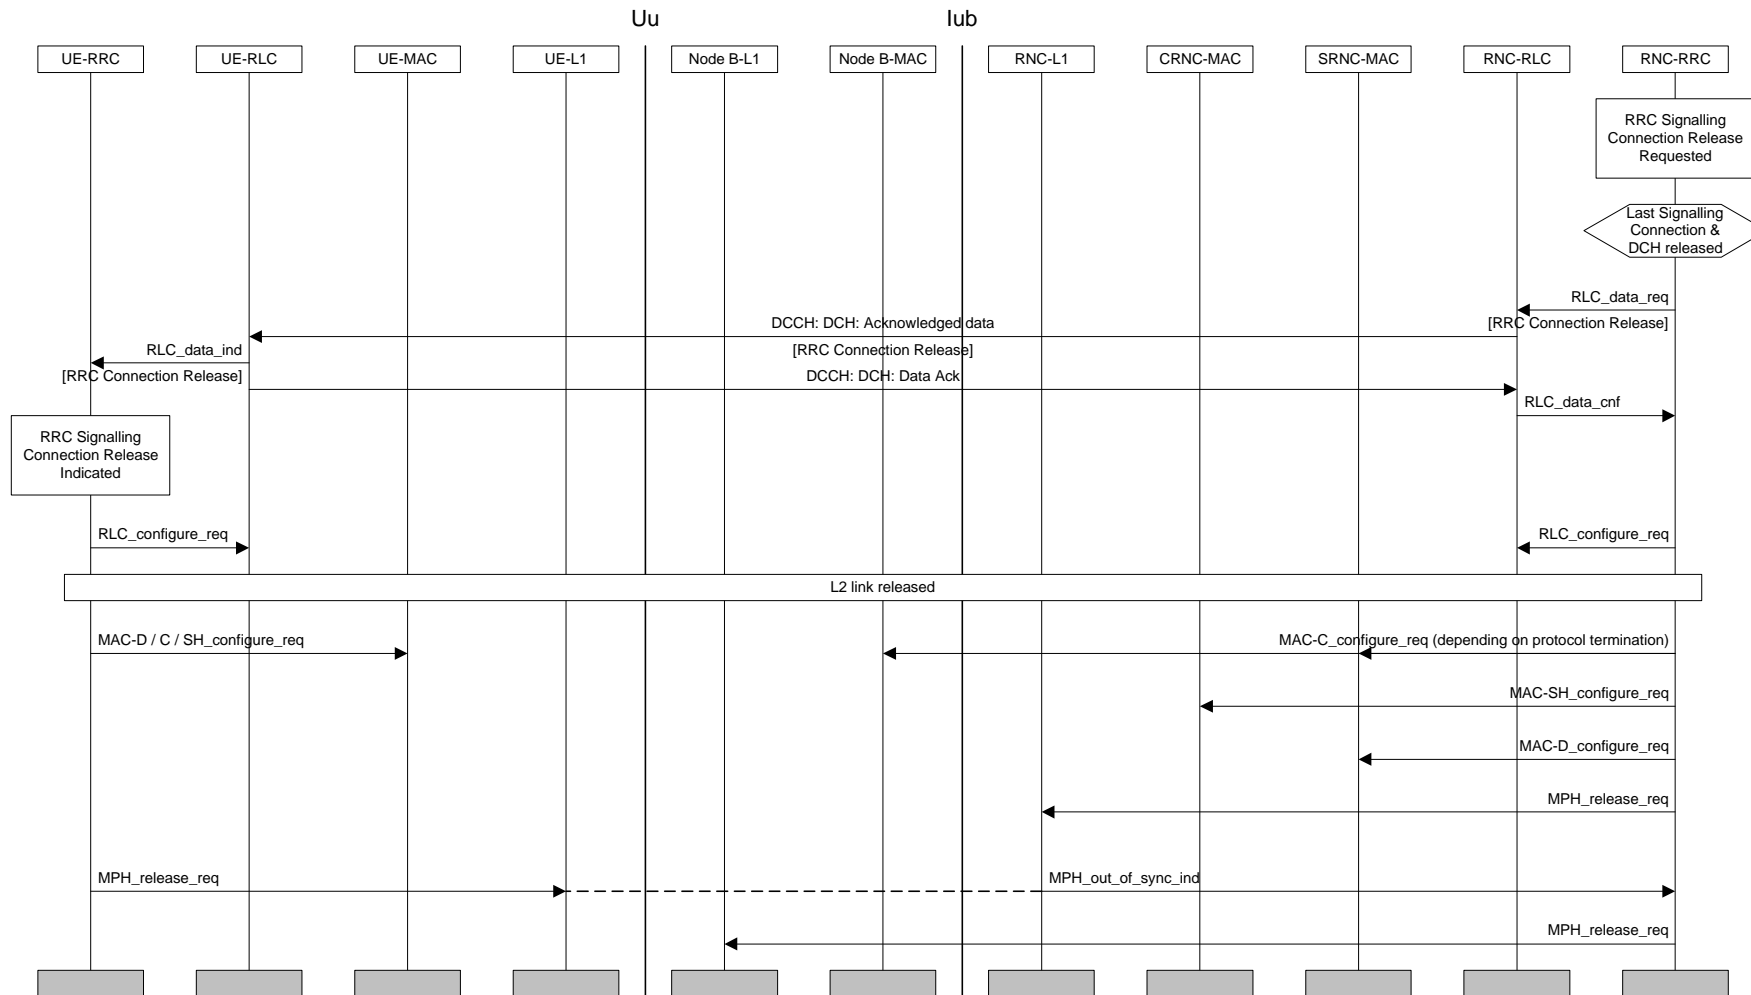 Uu
Iub
UE-RRC
UE-RLC
UE-MAC
UE-L1
Node B-L1
Node B-MAC
RNC-L1
CRNC-MAC
SRNC-MAC
RNC-RLC
RNC-RRC
RRC Signalling
Connection Release
Requested
Last Signalling
Connection &
DCH released
RLC_data_req
[RRC Connection Release]
DCCH: DCH: Acknowledged data
[RRC Connection Release]
RLC_data_ind
[RRC Connection Release]
DCCH: DCH: Data Ack
RLC_data_cnf
RRC Signalling
Connection Release
Indicated
RLC_configure_req
RLC_configure_req
L2 link released
MAC-D / C / SH_configure_req
MAC-C_configure_req (depending on protocol termination)
MAC-SH_configure_req
MAC-D_configure_req
MPH_release_req
MPH_release_req
MPH_out_of_sync_ind
MPH_release_req